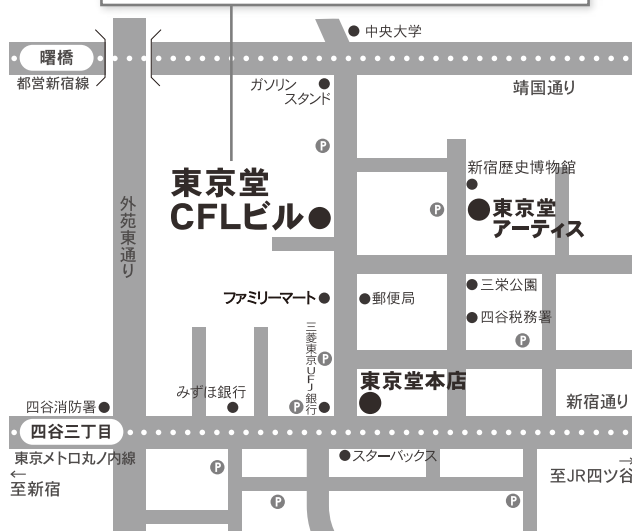 中央大学
曙橋
都営新宿線
ガソリン
スタンド
靖国通り
P
新宿歴史博物館
東京堂
CFLビル
P
東京堂
アーティス
外苑東通り
三栄公園
ファミリーマート
郵便局
四谷税務署
P
三菱東京UFJ銀行
P
東京堂本店
みずほ銀行
P
四谷消防署
新宿通り
四谷三丁目
東京メトロ丸ノ内線
スターバックス
←
至新宿
P
→
至JR四ツ谷
P
P